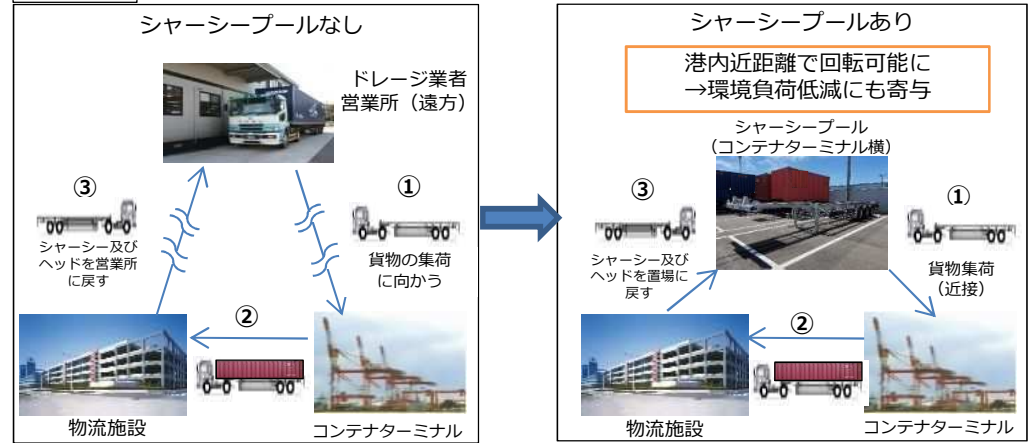 シャーシープールなし
ドレージ業者
営業所（遠方）
③
①
シャーシー及び
ヘッドを営業所
に戻す
貨物の集荷
に向かう
②
物流施設
コンテナターミナル
シャーシープールあり
港内近距離で回転可能に
→環境負荷低減にも寄与
シャーシープール
（コンテナターミナル横）
③
①
シャーシー及び
ヘッドを置場に
戻す
貨物集荷
（近接）
②
物流施設
コンテナターミナル